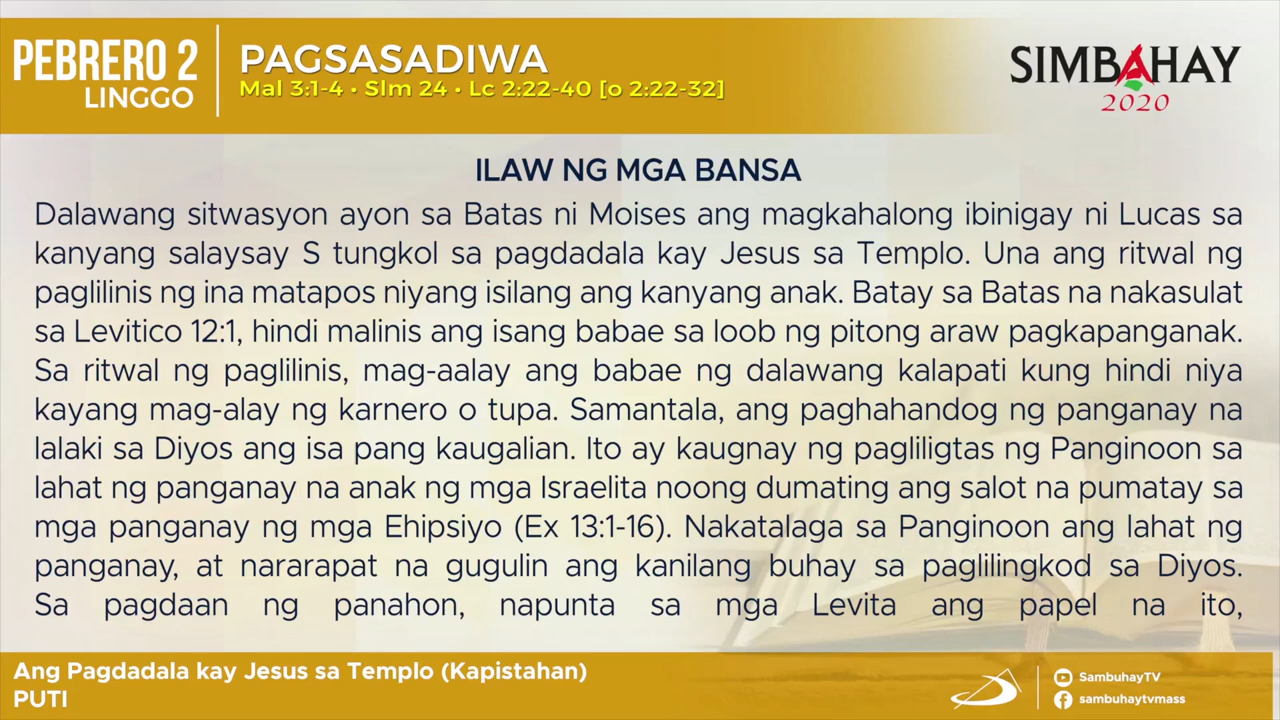 PEBRERO 2
LINGGO
PAGSASADIWA
Mal 3:1-4 • Slm 24 • Lc 2:22-40 [o 2:22-32]
SIMBAHAY
2020
ILAW NG MGA BANSA
Dalawang sitwasyon ayon sa Batas ni Moises ang magkahalong ibinigay ni Lucas sa
kanyang salaysay S tungkol sa pagdadala kay Jesus sa Templo. Una ang ritwal ng
paglilinis ng ina matapos niyang isilang ang kanyang anak. Batay sa Batas na nakasulat
sa Levitico 12:1, hindi malinis ang isang babae sa loob ng pitong araw pagkapanganak.
Sa ritwal ng paglilinis, mag-aalay ang babae ng dalawang kalapati kung hindi niya
kayang mag-alay ng karnero o tupa. Samantala, ang paghahandog ng panganay na
lalaki sa Diyos ang isa pang kaugalian. Ito ay kaugnay ng pagliligtas ng Panginoon sa
lahat ng panganay na anak ng mga Israelita noong dumating ang salot na pumatay sa
mga panganay ng mga Ehipsiyo (Ex 13:1-16). Nakatalaga sa Panginoon ang lahat ng
panganay, at nararapat na gugulin ang kanilang buhay sa paglilingkod sa Diyos.
Sa pagdaan ng panahon, napunta sa mga Levita ang papel na ito,
Ang Pagdadala kay Jesus sa Templo (Kapistahan)
PUTI
SambuhayTV
sambuhaytvmass